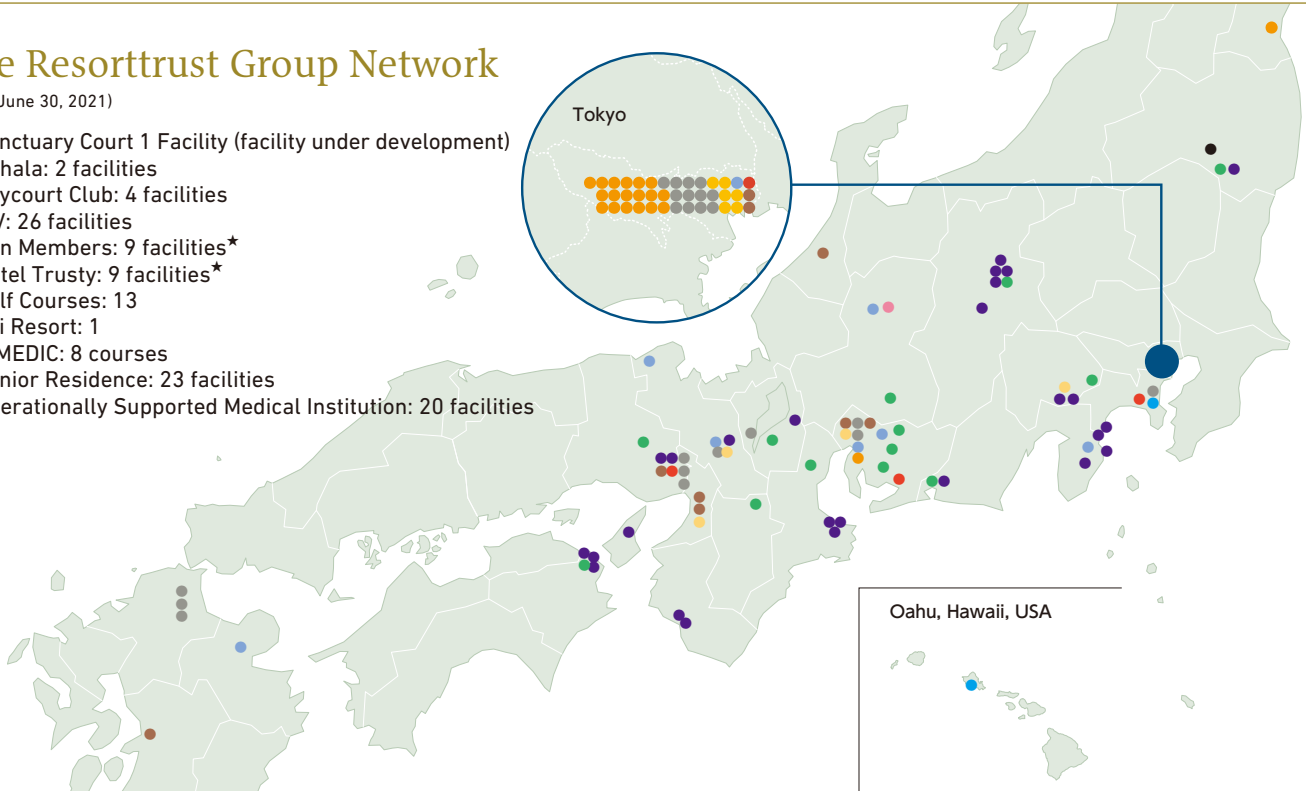 e Resorttrust Group Network
June 30, 2021)
Tokyo
nctuary Court 1 Facility (facility under development)
hala: 2 facilities
ycourt Club: 4 facilities
V: 26 facilities
n Members: 9 facilities★
tel Trusty: 9 facilities★
lf Courses: 13
i Resort: 1
MEDIC: 8 courses
nior Residence: 23 facilities
erationally Supported Medical Institution: 20 facilities
Oahu, Hawaii, USA